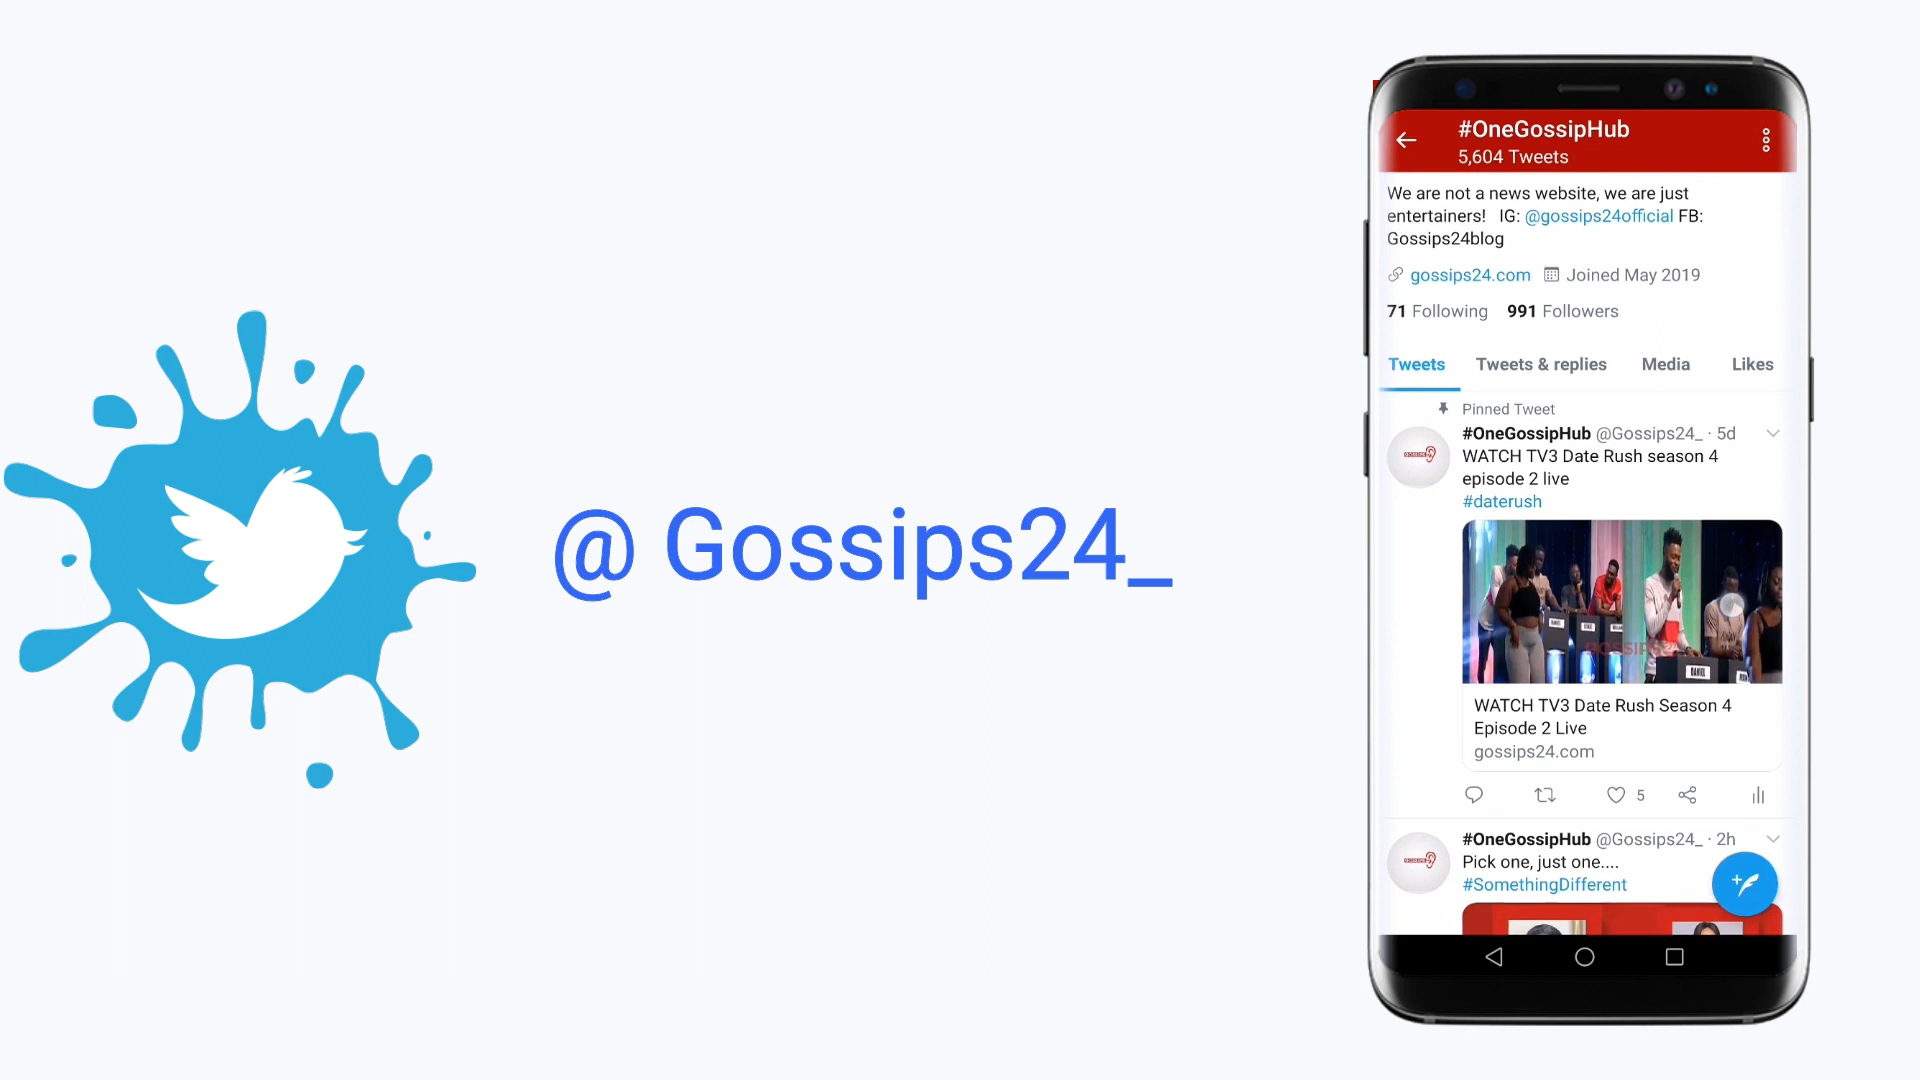 @ Gossips24_
#OneGossipHub
5,604 Tweets
We are not a news website, we are just
entertainers! IG: @gossips24official FB:
Gossips24blog
gossips24.com Joined May 2019
71 Following 991 Followers
Tweets Tweets & replies Media Likes
Pinned Tweet
#OneGossipHub @Gossips24_ · 5d
WATCH TV3 Date Rush season 4
episode 2 live
#daterush
DANIEL
WATCH TV3 Date Rush Season 4
Episode 2 Live
gossips24.com
5
#OneGossipHub @Gossips24_ · 2h
Pick one, just one....
#SomethingDifferent